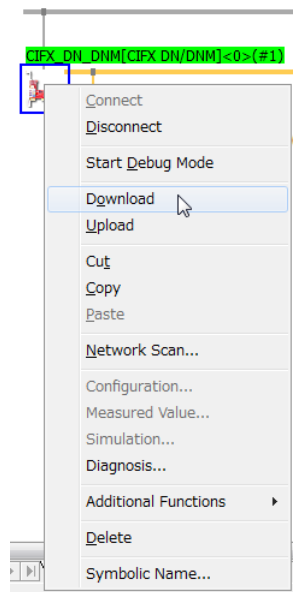 CIFX_DN_DNM[CIFX DN/DNM]<0>(#1)
Connect
Disconnect
Start Debug Mode
Download
Upload
Cut
Copy
Paste
Network Scan...
Configuration...
Measured Value...
Simulation...
Diagnosis...
Additional Functions
Delete
Symbolic Name...